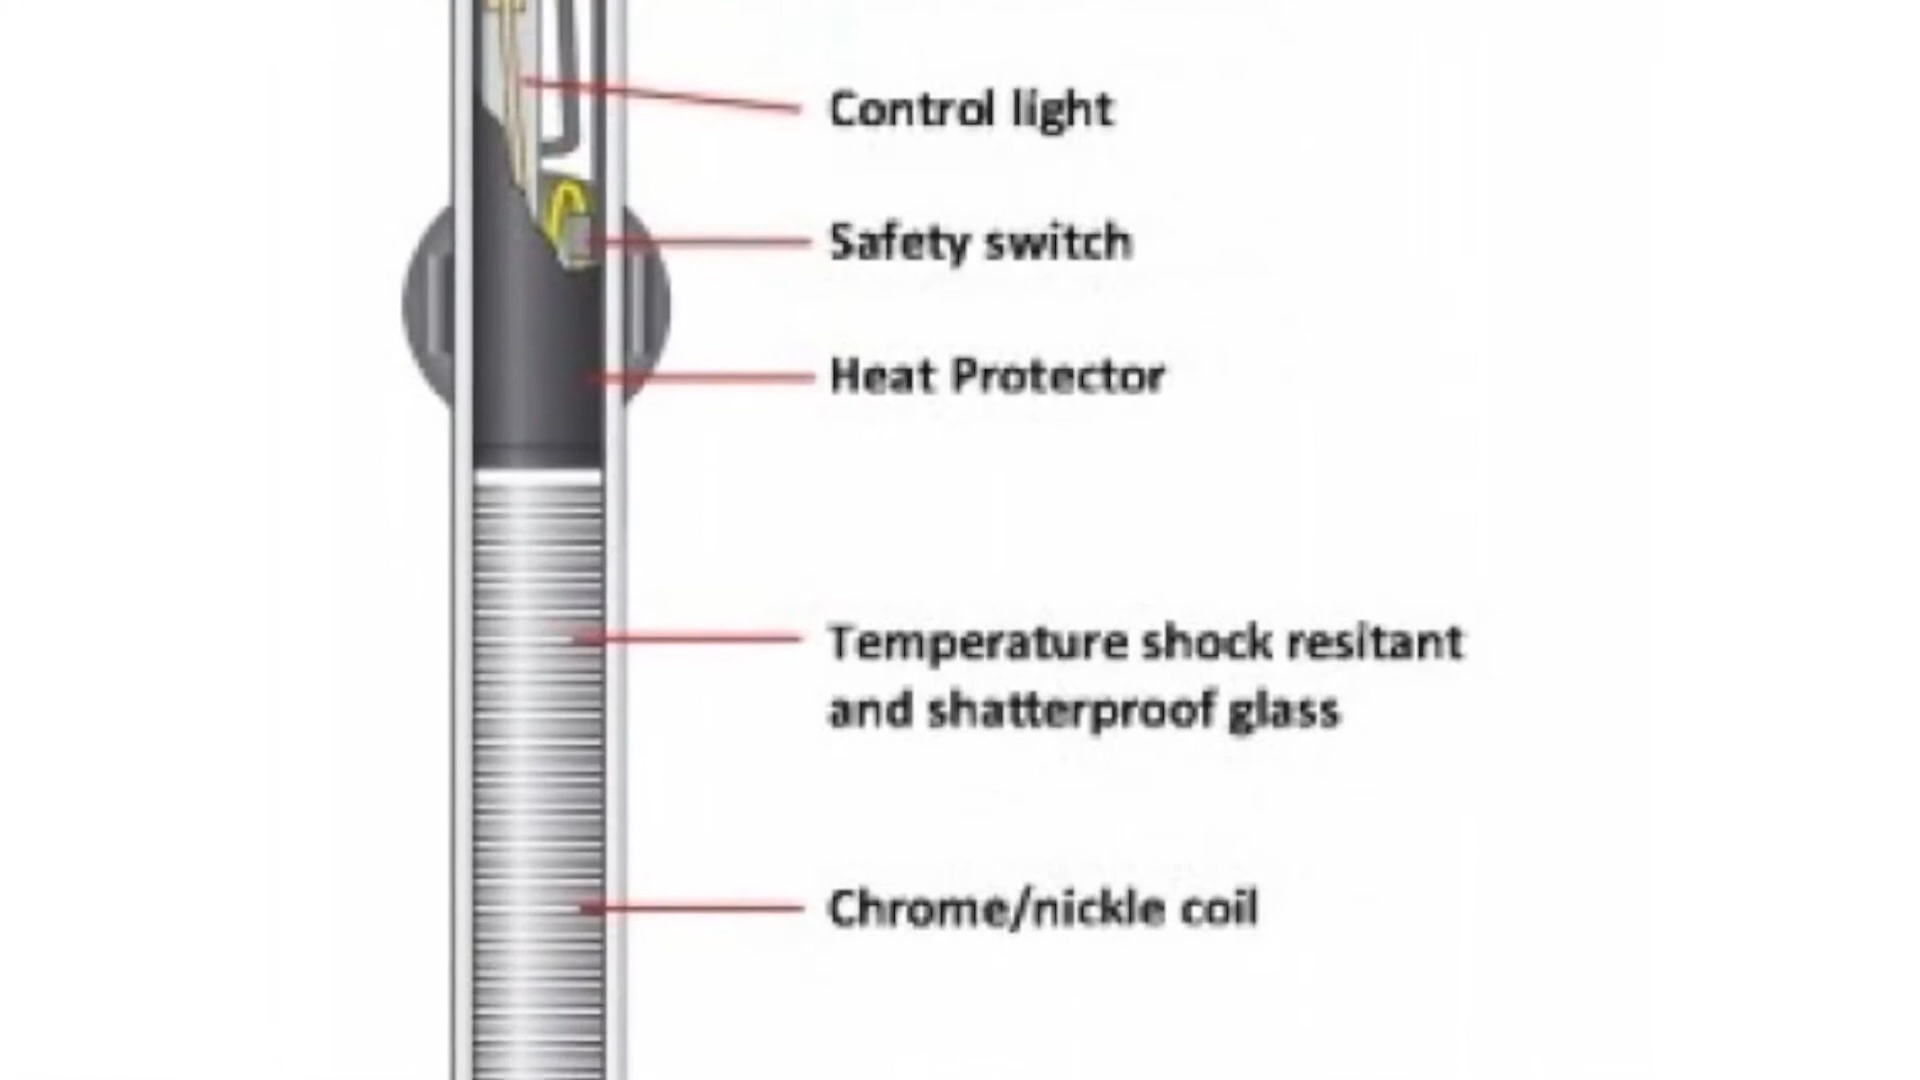 Control light
Safety switch
Heat Protector
Temperature shock resitant
and shatterproof glass
Chrome/nickle coil